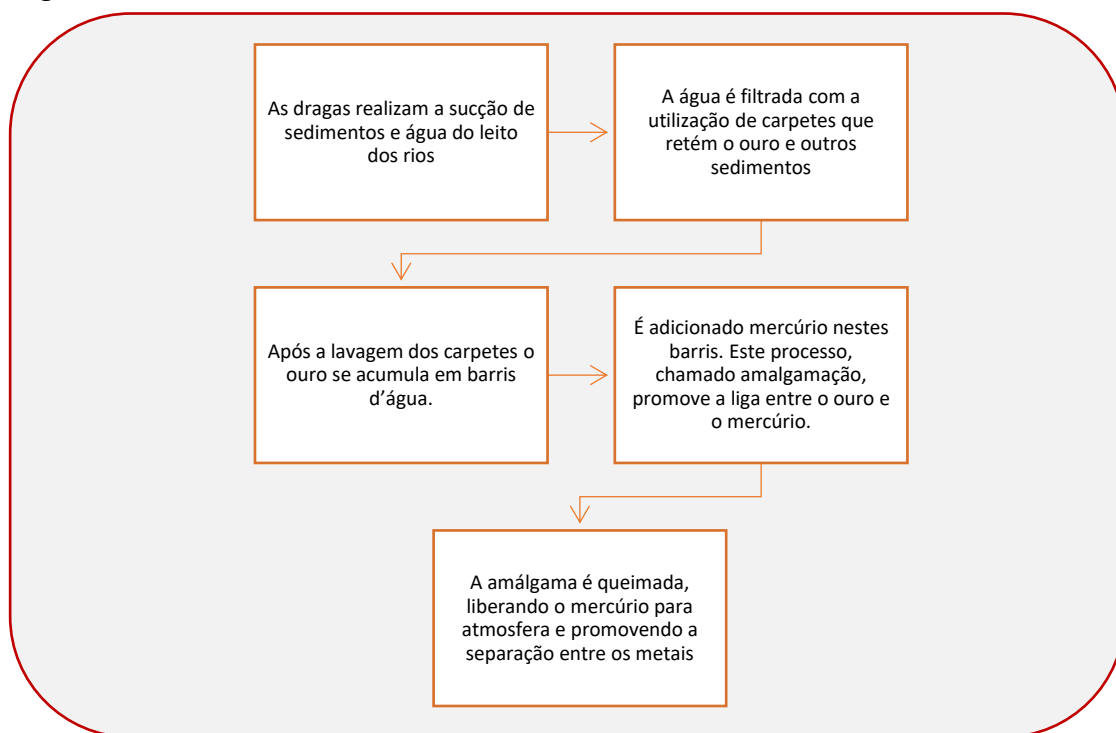 As dragas realizam a sucção de
sedimentos e água do leito
dos rios
A água é filtrada com a
utilização de carpetes que
retém o ouro e outros
sedimentos
Após a lavagem dos carpetes o
ouro se acumula em barris
d’água.
É adicionado mercúrio nestes
barris. Este processo,
chamado amalgamação,
promove a liga entre o ouro e
o mercúrio.
A amálgama é queimada,
liberando o mercúrio para
atmosfera e promovendo a
separação entre os metais